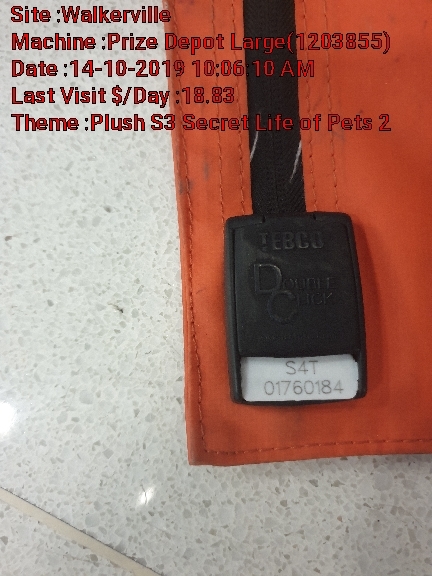 Site :Walkerville
Machine :Prize Depot Large(1203855)
Date :14-10-2019 10:06:10 AM
Last Visit $/Day :18.83
Theme :Plush S3 Secret Life of Pets 2
TEBCO
DOUBLE
CLICK
S4T
01760184